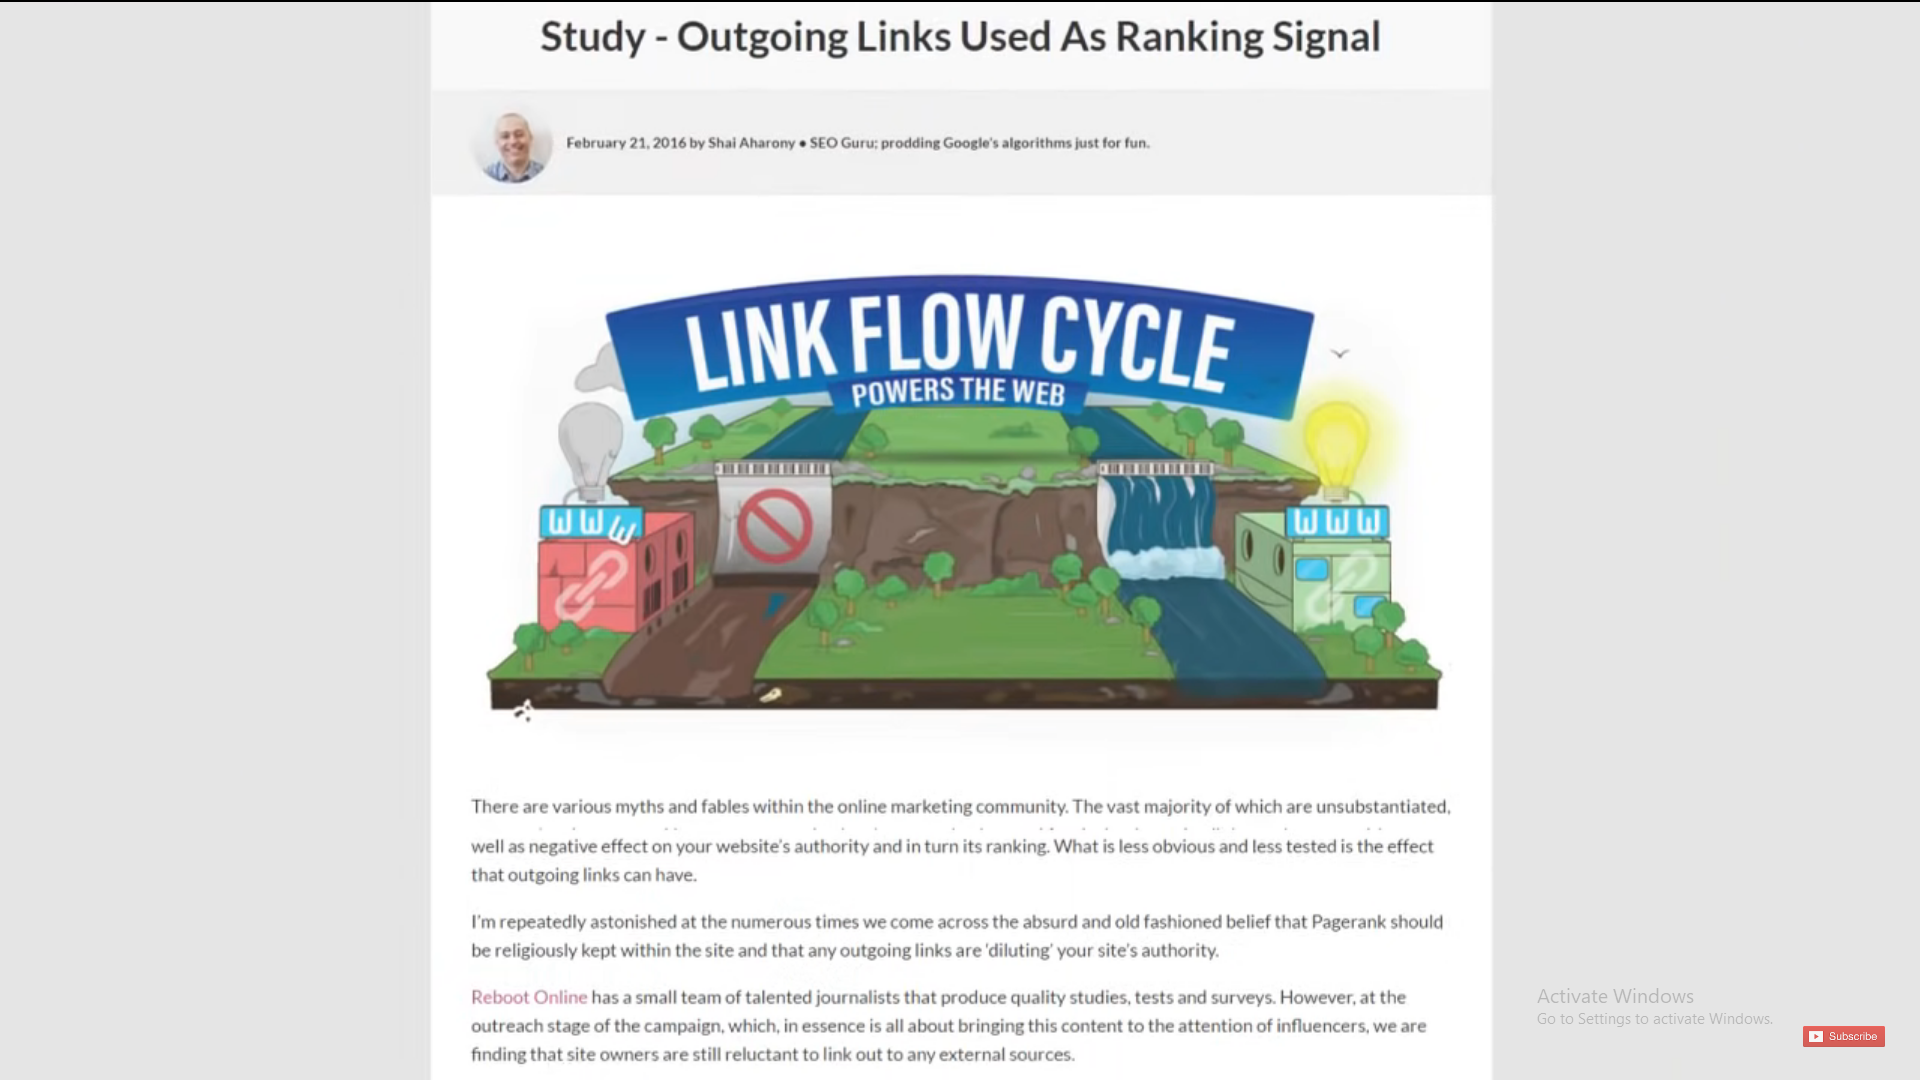 Study - Outgoing Links Used As Ranking Signal
February 21, 2016 by Shai Aharony • SEO Guru; prodding Google's algorithms just for fun.
LINK FLOW CYCLE
POWERS THE WEB
WWW
WWW
There are various myths and fables within the online marketing community. The vast majority of which are unsubstantiated,
well as negative effect on your website's authority and in turn its ranking. What is less obvious and less tested is the effect
that outgoing links can have.
I'm repeatedly astonished at the numerous times we come across the absurd and old fashioned belief that Pagerank should
be religiously kept within the site and that any outgoing links are 'diluting' your site's authority.
Reboot Online has a small team of talented journalists that produce quality studies, tests and surveys. However, at the
outreach stage of the campaign, which, in essence is all about bringing this content to the attention of influencers, we are
finding that site owners are still reluctant to link out to any external sources.
Activate Windows
Go to Settings to activate Windows.
Subscribe